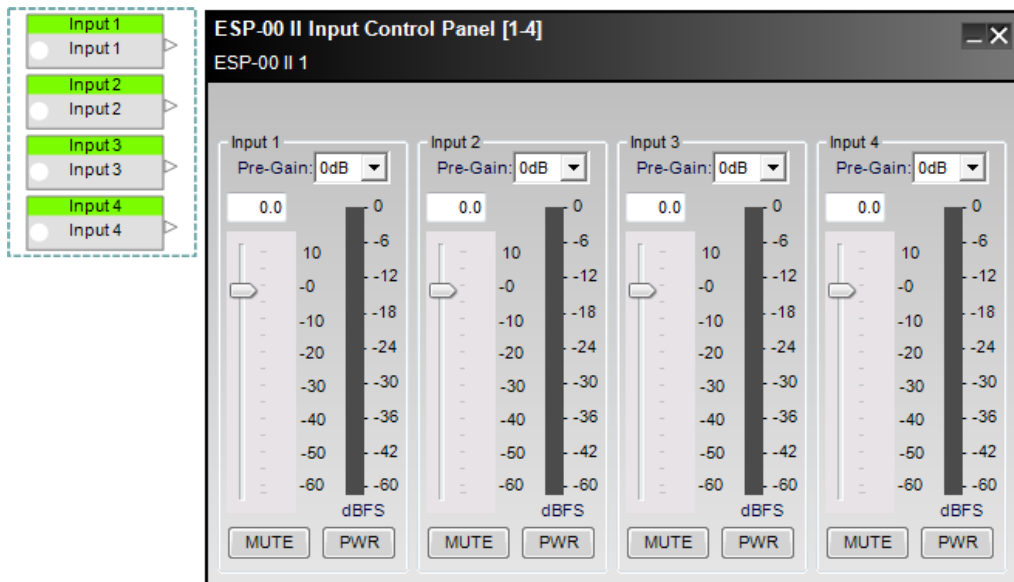 Input 1
Input 1
Input 2
Input 2
Input 3
Input 3
Input 4
Input 4
ESP-00 II Input Control Panel [1-4]
ESP-00 II 1
Input 1
Pre-Gain: 0dB
0.0
10
-0
-10
-20
-30
-40
-50
-60
0
-6
-12
-18
-24
-30
-36
-42
-60
dBFS
MUTE PWR
Input 2
Pre-Gain: 0dB
0.0
10
-0
-10
-20
-30
-40
-50
-60
0
-6
-12
-18
-24
-30
-36
-42
-60
dBFS
MUTE PWR
Input 3
Pre-Gain: 0dB
0.0
10
-0
-10
-20
-30
-40
-50
-60
0
-6
-12
-18
-24
-30
-36
-42
-60
dBFS
MUTE PWR
Input 4
Pre-Gain: 0dB
0.0
10
-0
-10
-20
-30
-40
-50
-60
0
-6
-12
-18
-24
-30
-36
-42
-60
dBFS
MUTE PWR